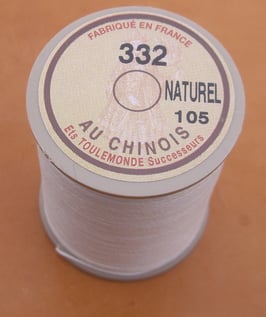 FABRIQUÉ EN FRANCE
332
NATUREL
105
AU CHINOIS
Ets TOULEMONDE Successeurs